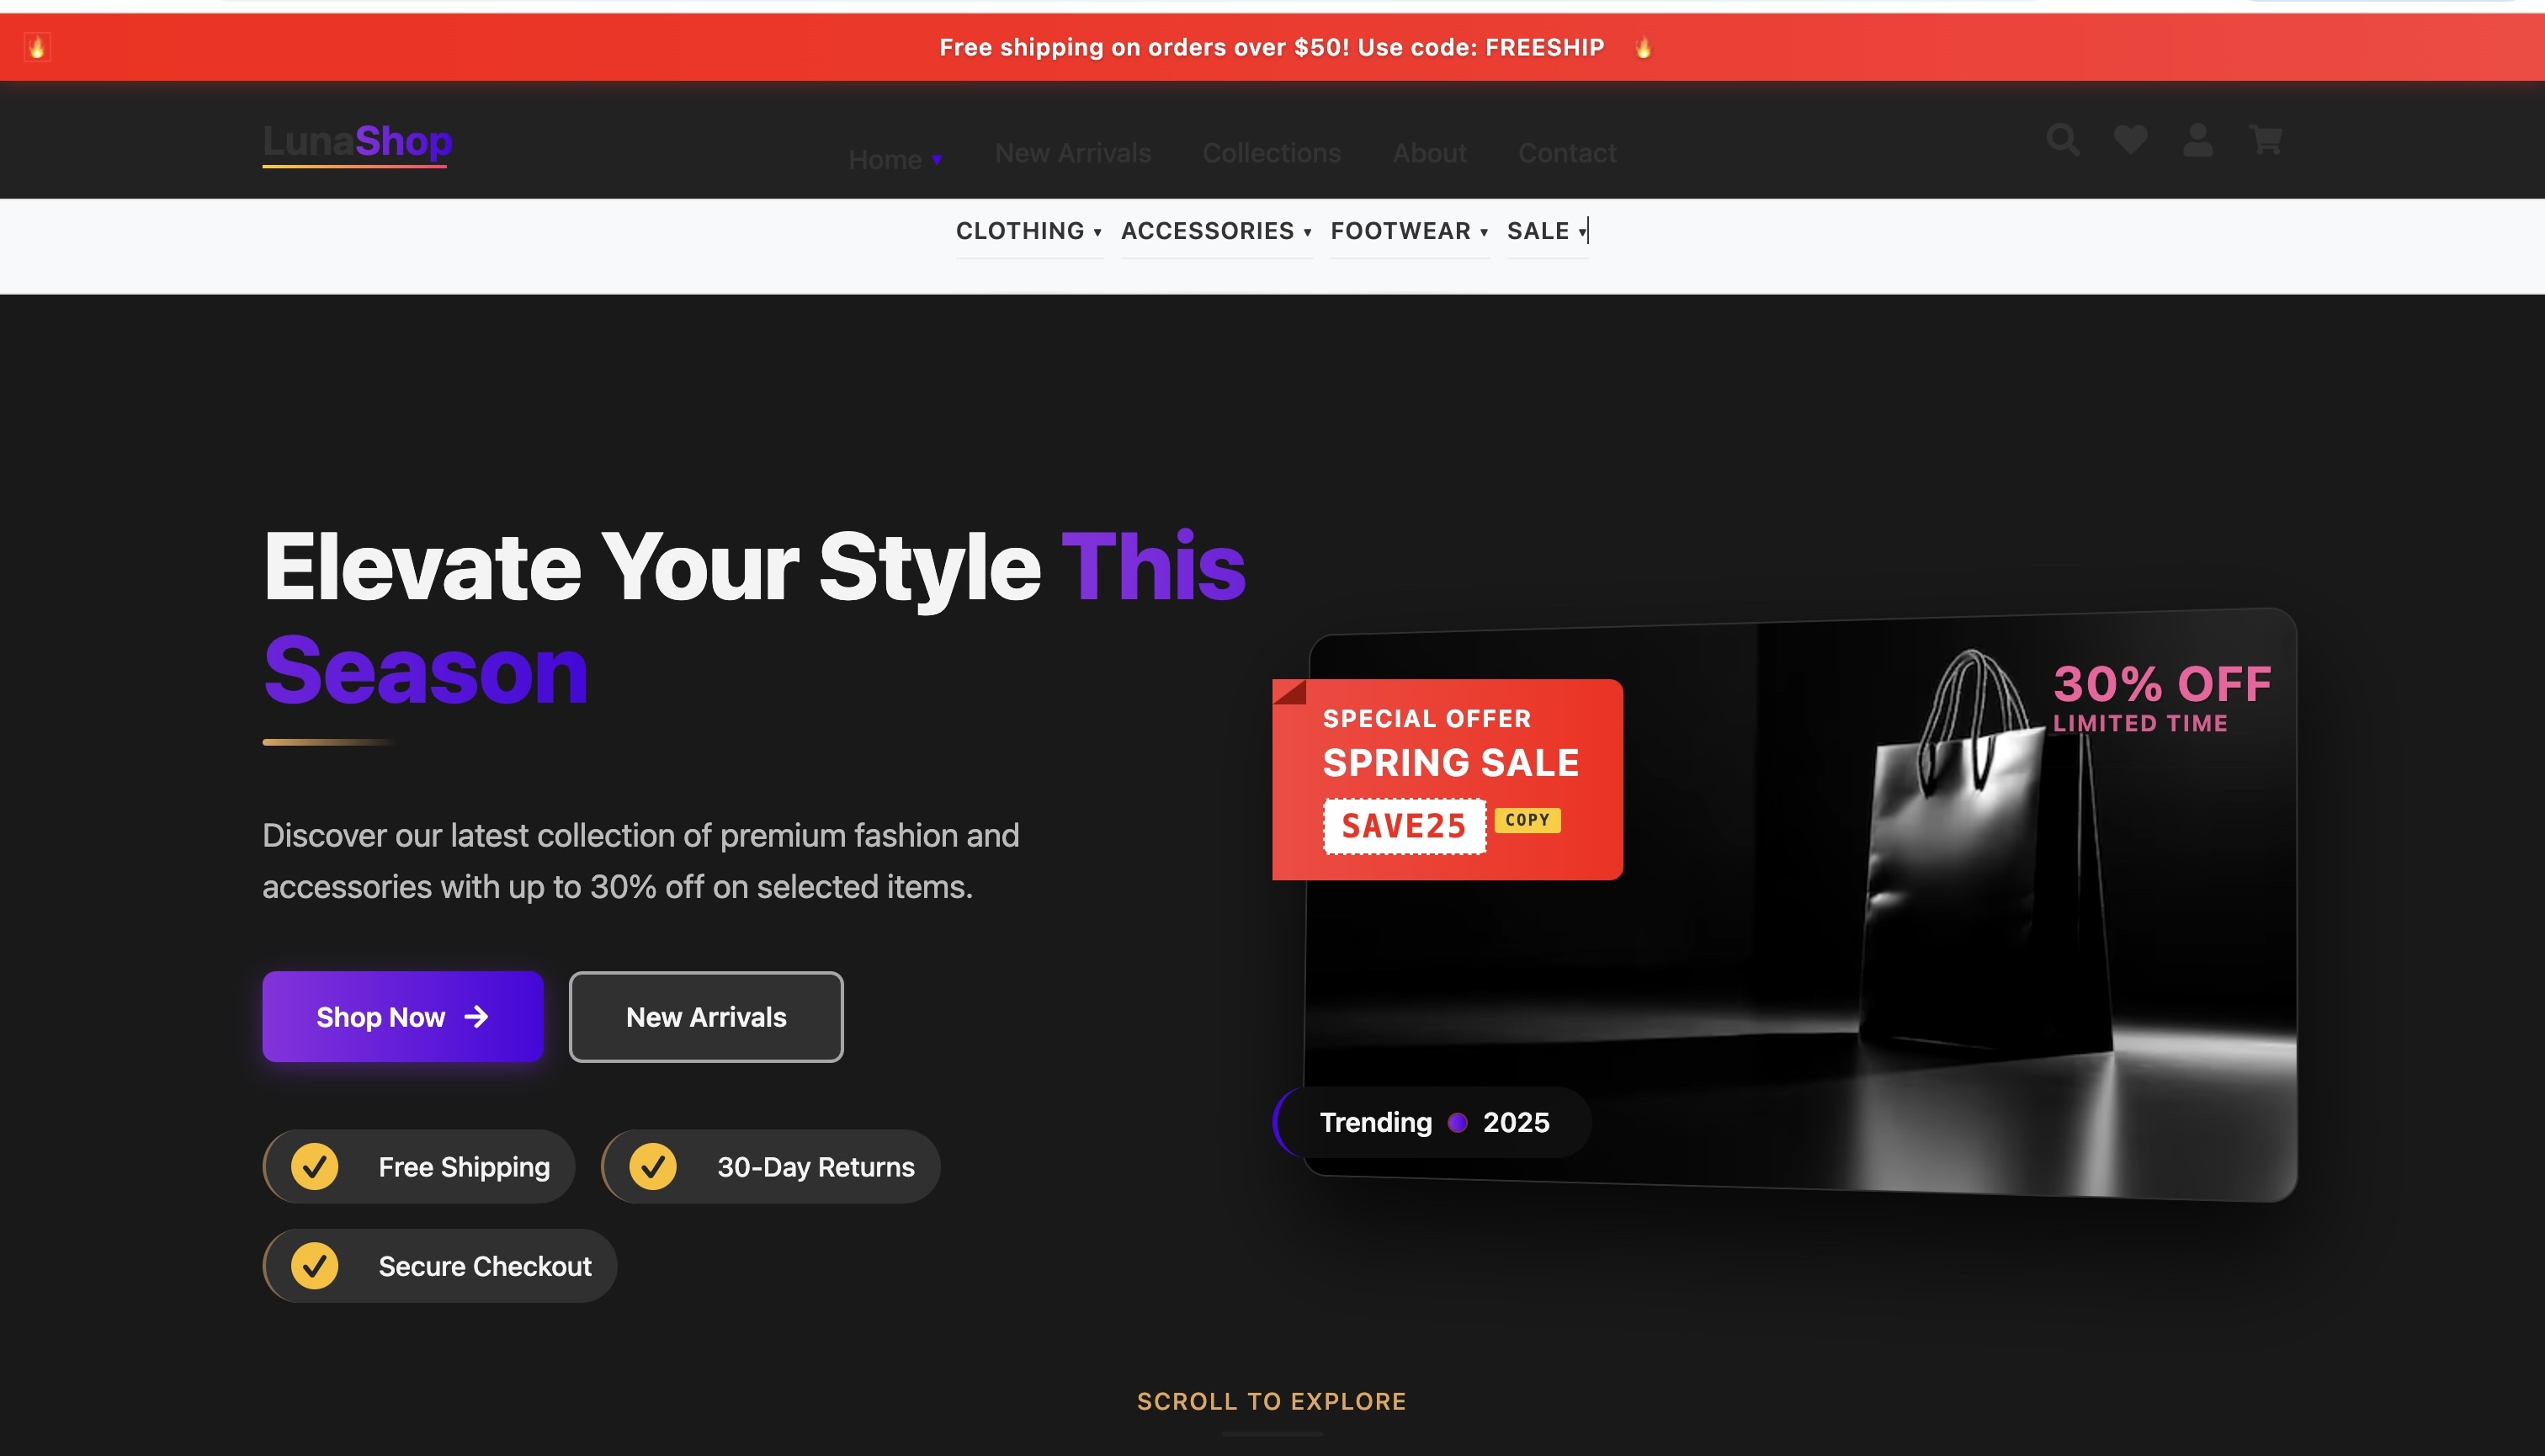 🔥 Free shipping on orders over $50! Use code: FREESHIP 🔥
LunaShop
Home ▾ New Arrivals Collections About Contact
CLOTHING ▾ ACCESSORIES ▾ FOOTWEAR ▾ SALE ▾
Elevate Your Style This
Season
Discover our latest collection of premium fashion and
accessories with up to 30% off on selected items.
Shop Now → New Arrivals
Free Shipping 30-Day Returns
Secure Checkout
30% OFF
LIMITED TIME
SPECIAL OFFER
SPRING SALE
SAVE25 COPY
Trending 2025
SCROLL TO EXPLORE